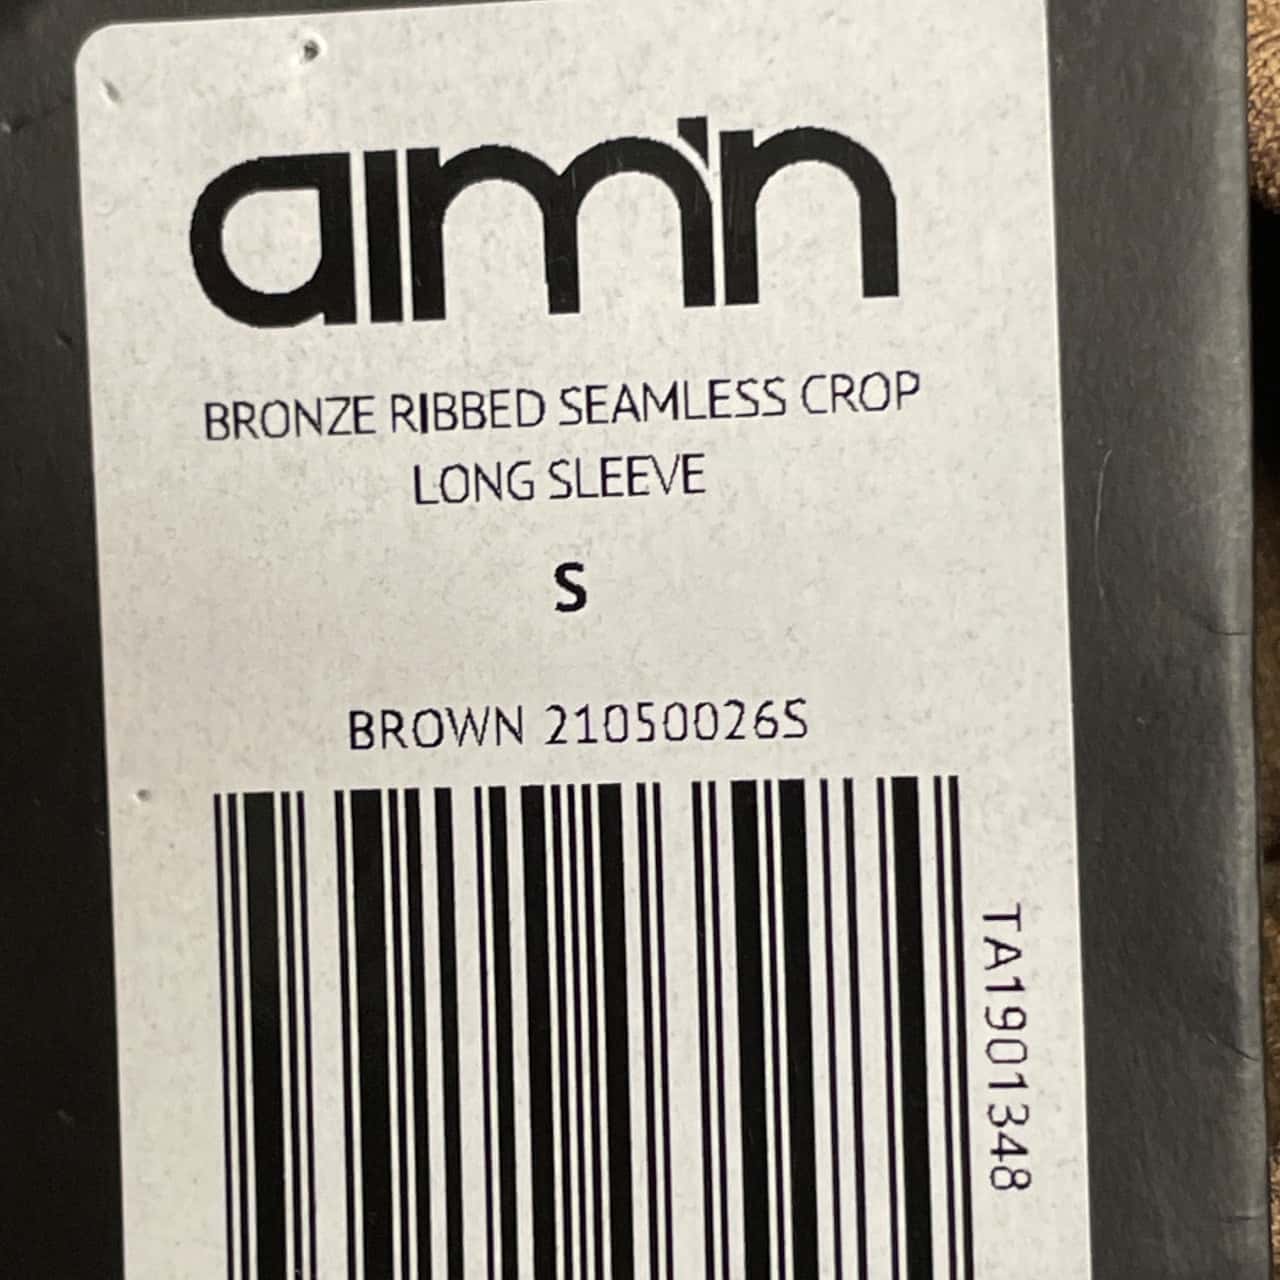 aim'n
BRONZE RIBBED SEAMLESS CROP
LONG SLEEVE
S
BROWN 21050026S
TA1901348